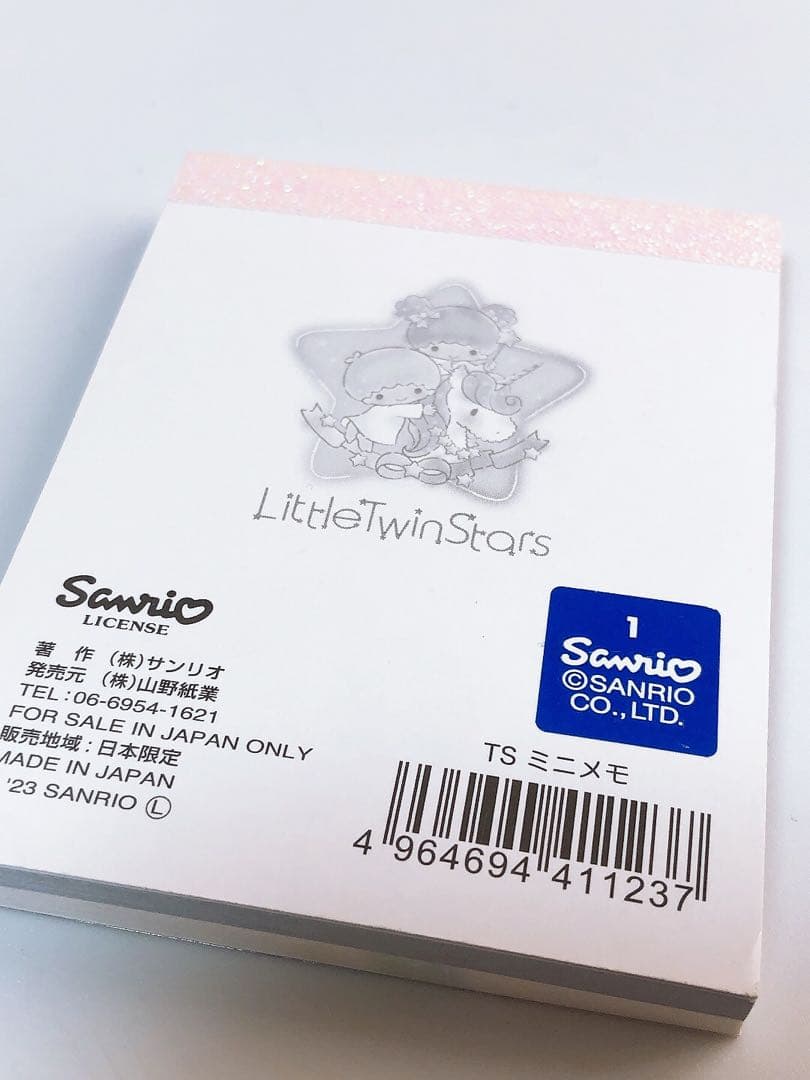 LittleTwinStars
Sanrio
LICENSE
著 作 (株)サンリオ
発売元 (株)山野紙業
TEL:06-6954-1621
FOR SALE IN JAPAN ONLY
販売地域:日本限定
MADE IN JAPAN
'23 SANRIO Ⓛ
1
Sanrio
©SANRIO
CO.,LTD.
TS ミニメモ
4 964694 411237